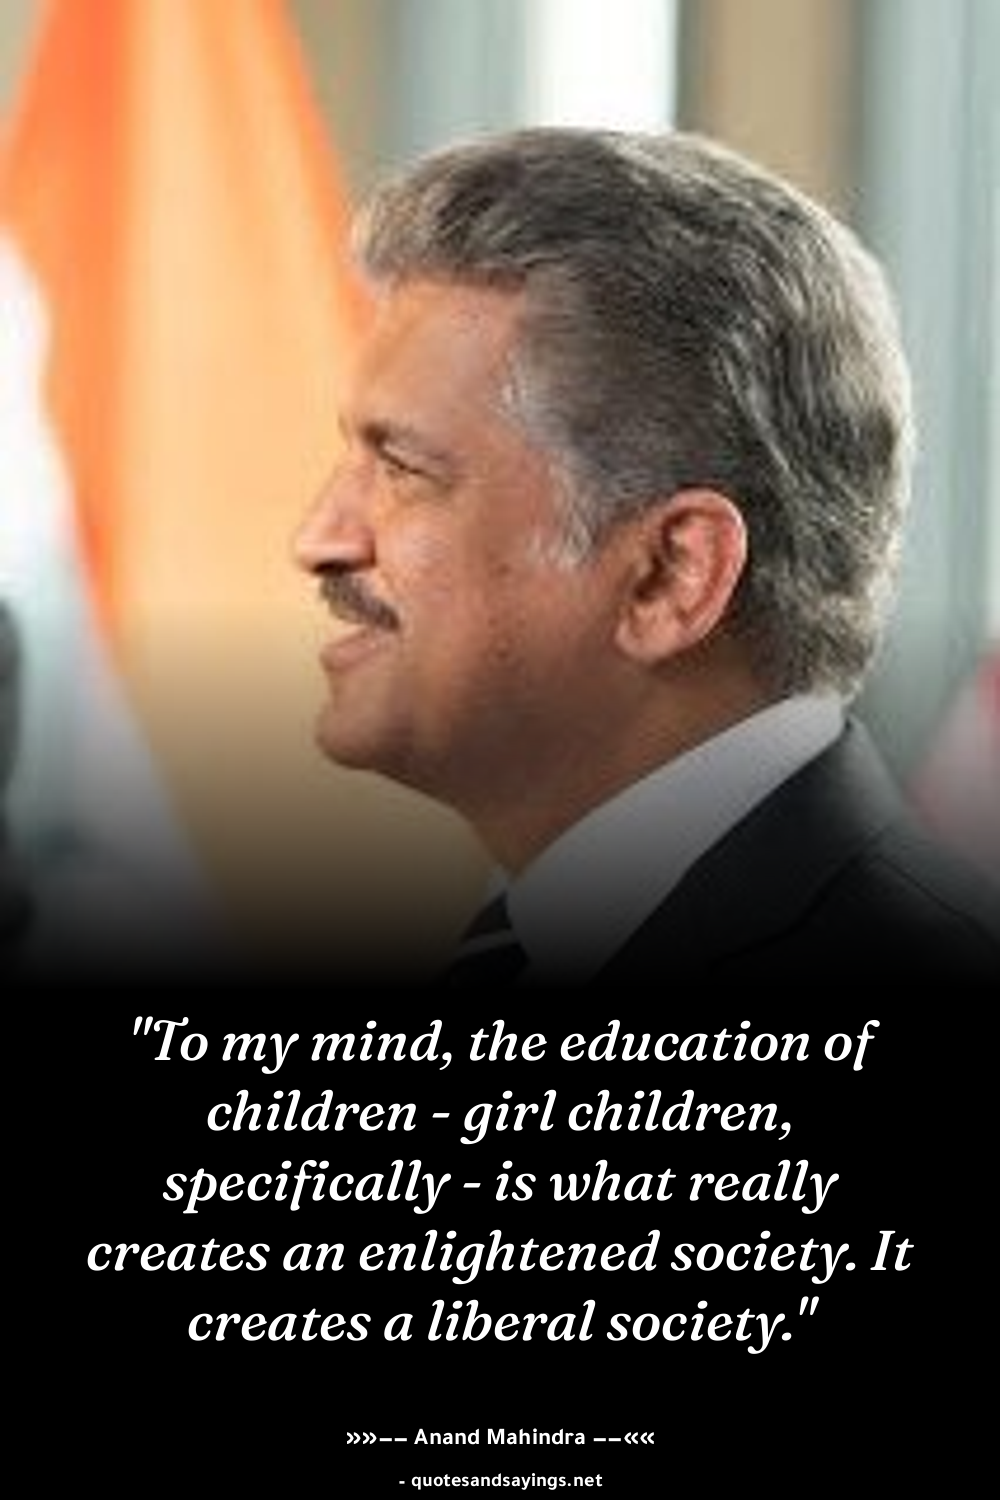 "To my mind, the education of
children - girl children,
specifically - is what really
creates an enlightened society. It
creates a liberal society."
»»–– Anand Mahindra ––««
- quotesandsayings.net